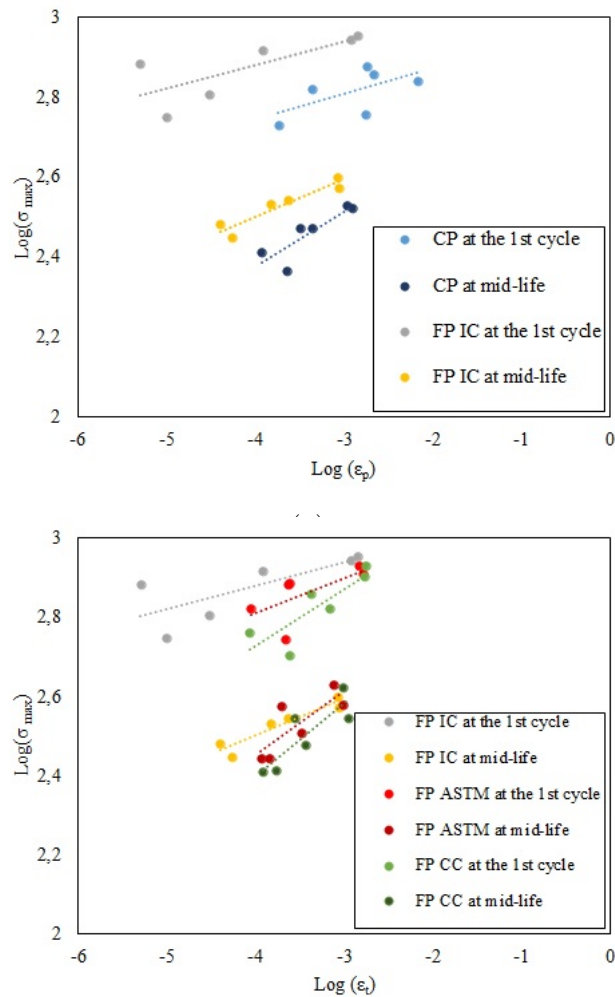 3
2,8
2,6
2,4
2,2
2
Log(σ max)
-6 -5 -4 -3 -2 -1 0
Log (εp)
CP at the 1st cycle
CP at mid-life
FP IC at the 1st cycle
FP IC at mid-life
3
2,8
2,6
2,4
2,2
2
Log(σ max)
-6 -5 -4 -3 -2 -1 0
Log (εt)
FP IC at the 1st cycle
FP IC at mid-life
FP ASTM at the 1st cycle
FP ASTM at mid-life
FP CC at the 1st cycle
FP CC at mid-life